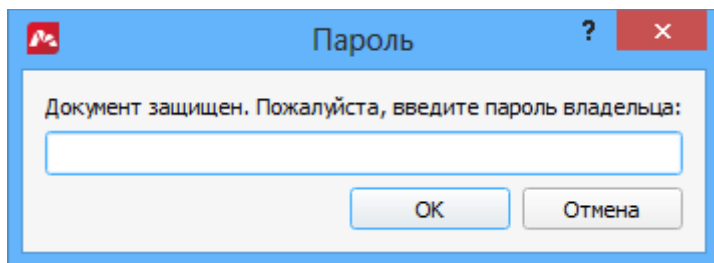 Пароль
?
×
Документ защищен. Пожалуйста, введите пароль владельца:
OK
Отмена